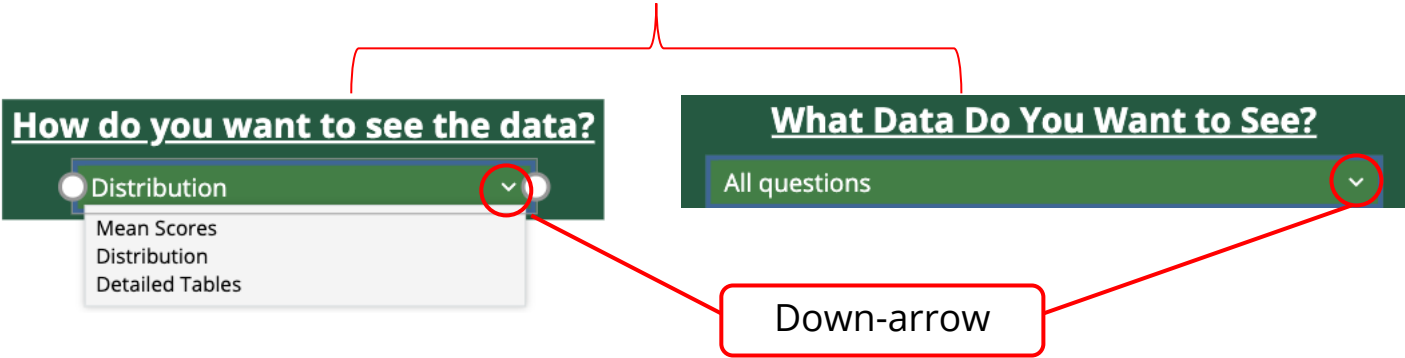 How do you want to see the data?
Distribution
Mean Scores
Distribution
Detailed Tables
What Data Do You Want to See?
All questions
Down-arrow